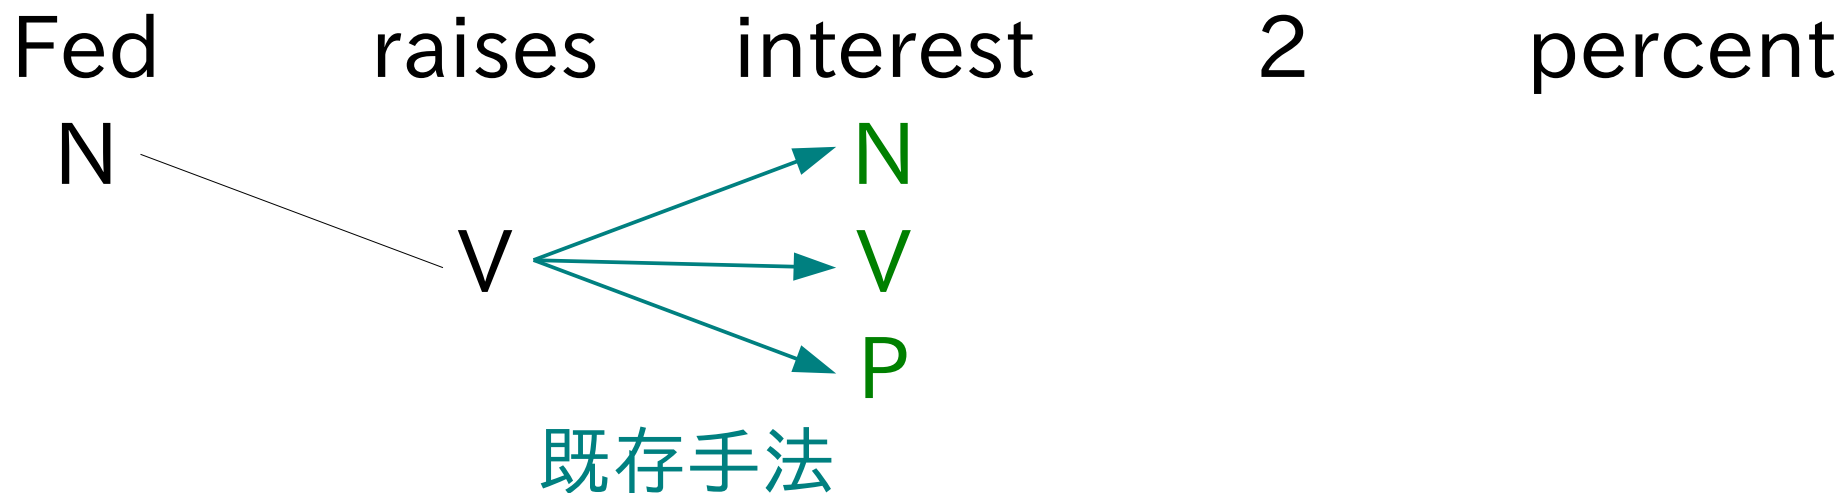 Fed raises interest 2 percent
N N
V V
P
既存手法